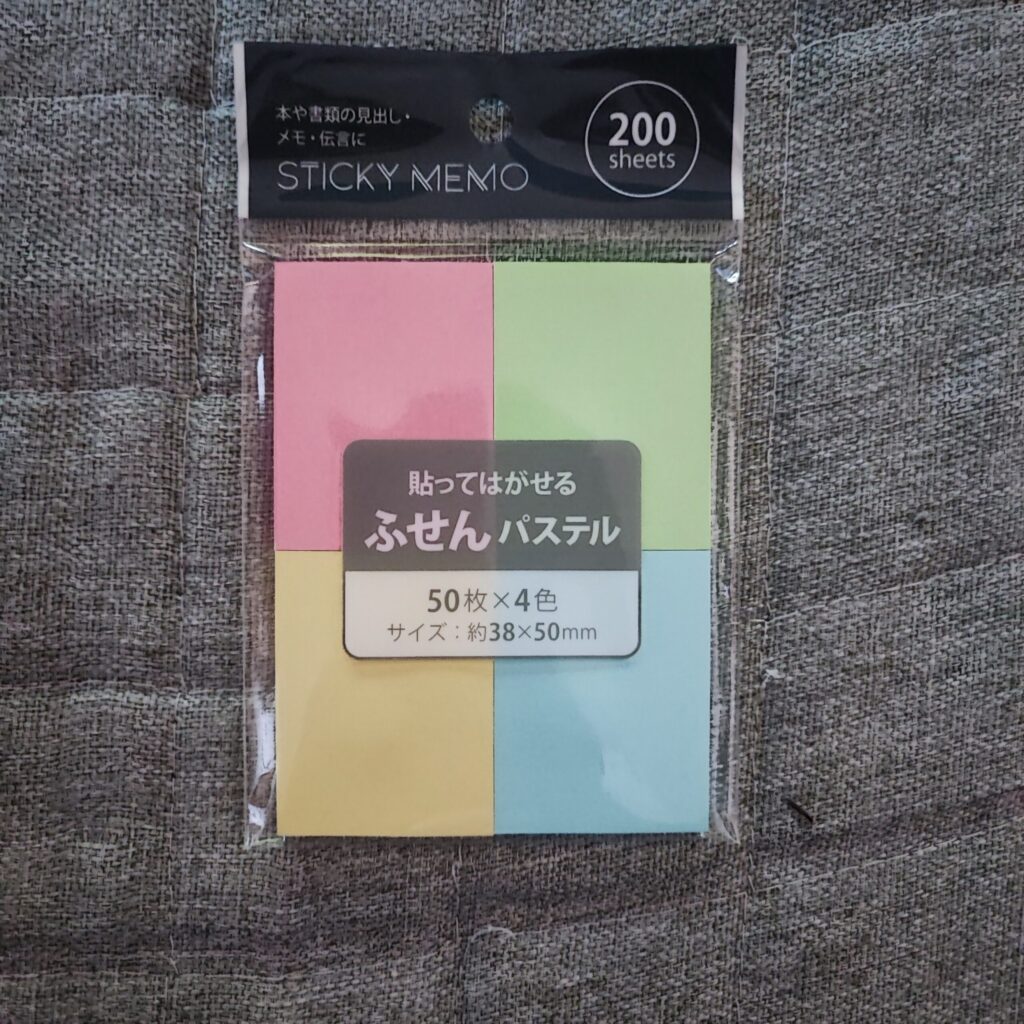 本や書類の見出し・
メモ・伝言に
STICKY MEMO
200
sheets
貼ってはがせる
ふせんパステル
50枚×4色
サイズ：約38×50mm